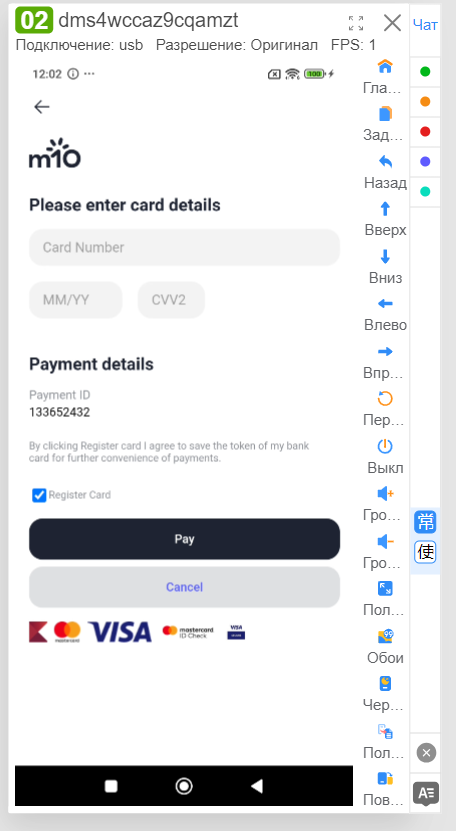 02 dms4wccaz9cqamzt
Чат
Подключение: usb Разрешение: Оригинал FPS: 1
12:02
100
m10
Please enter card details
Card Number
MM/YY CVV2
Payment details
Payment ID
133652432
By clicking Register card I agree to save the token of my bank
card for further convenience of payments.
Register Card
Pay
Cancel
mastercard
VISA
mastercard
ID Check
VISA
Гла...
Зад...
Назад
Вверх
Вниз
Влево
Впр...
Пер...
Выкл
Гро...
Гро...
Пол...
Обои
Чер...
Пол...
Пов...
常
使
A